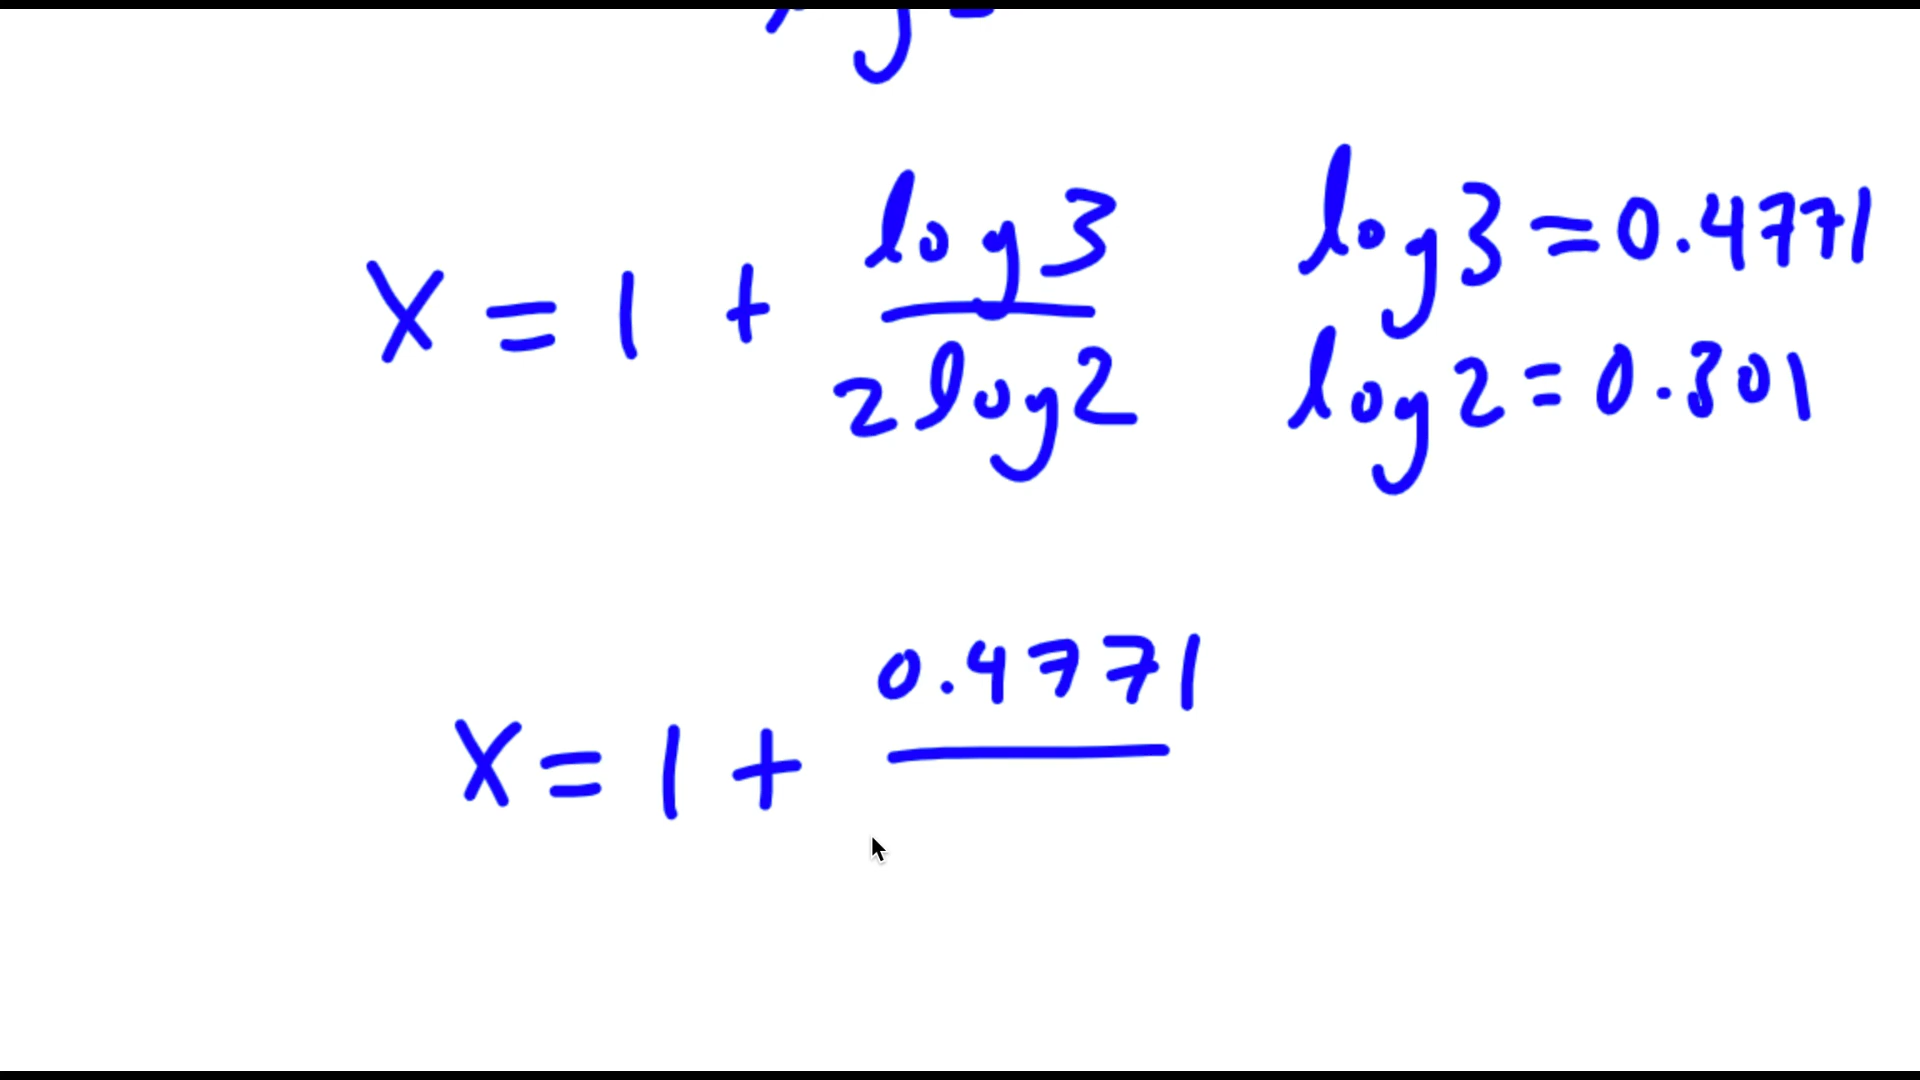 x = 1 + log3 / 2log2
log3 = 0.4771
log2 = 0.301
x = 1 + 0.4771